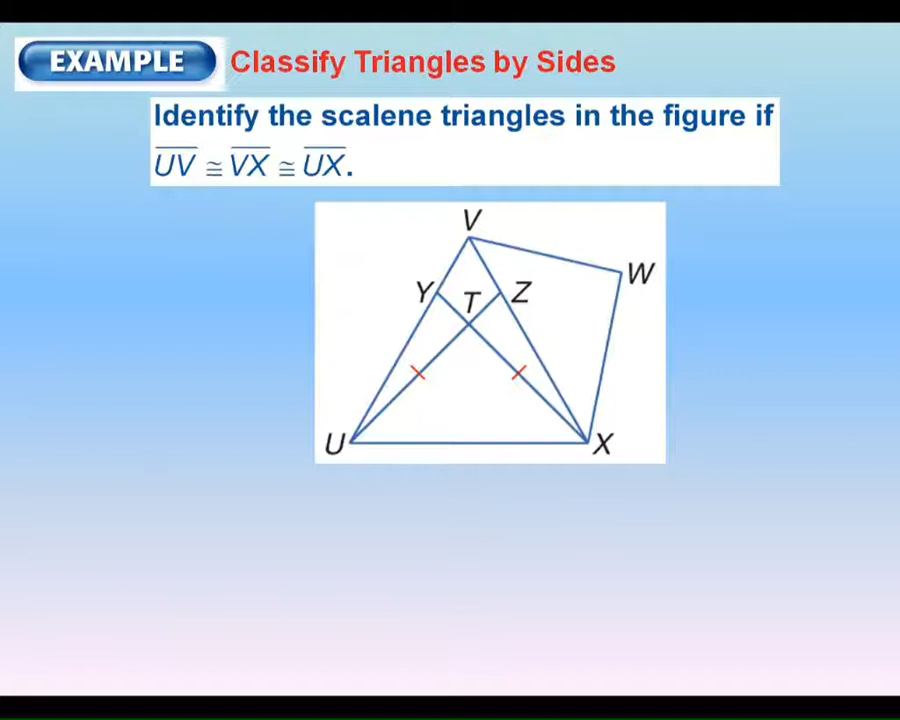 EXAMPLE Classify Triangles by Sides
Identify the scalene triangles in the figure if
UV ≅ VX ≅ UX.
V
W
Y T Z
U X